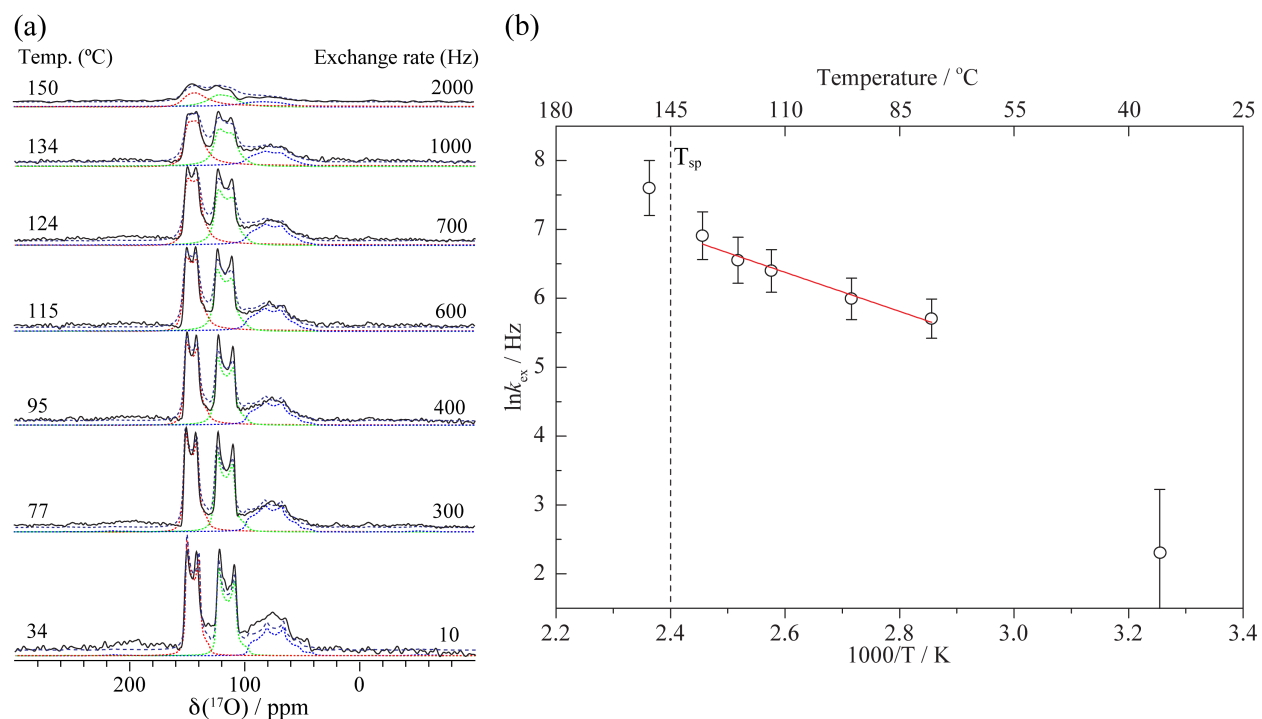 (a)
Temp. (ºC) Exchange rate (Hz)
150 2000
134 1000
124 700
115 600
95 400
77 300
34 10
200 100 0
δ(¹⁷O) / ppm
(b)
Temperature / °C
180 145 110 85 55 40 25
T_sp
8
7
6
5
4
3
2
lnk_ex / Hz
2.2 2.4 2.6 2.8 3.0 3.2 3.4
1000/T / K